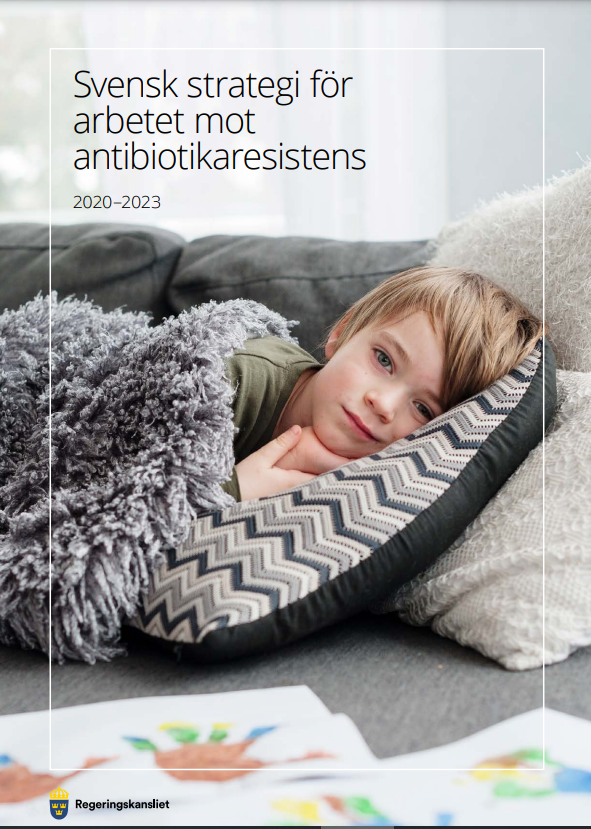 Svensk strategi för
arbetet mot
antibiotikaresistens
2020–2023
Regeringskansliet